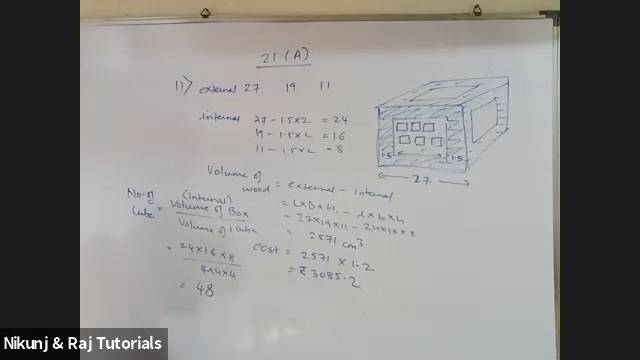 21 (A)
11) external 27 19 11
internal 27 - 1.5×2 = 24
19 - 1.5×2 = 16
11 - 1.5×2 = 8
1.5 1.5
27
Volume of wood = external - internal
= L×B×H - l×b×h
= 27×19×11 - 24×16×8
= 2571 cm³
Cost = 2571 × 1.2
= ₹ 3085.2
No. of Cube = (Internal) Volume of Box
Volume of 1 cube
= 24×16×8
4×4×4
= 48
Nikunj & Raj Tutorials